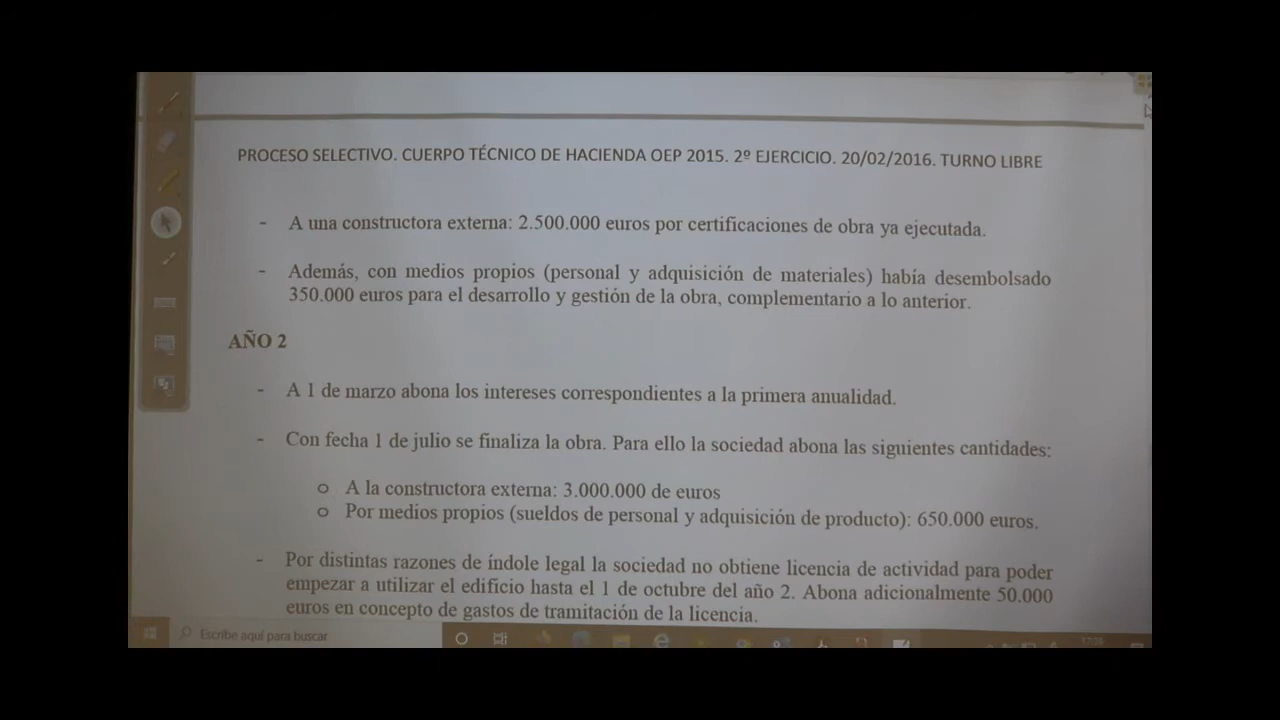 PROCESO SELECTIVO. CUERPO TÉCNICO DE HACIENDA OEP 2015. 2º EJERCICIO. 20/02/2016. TURNO LIBRE
- A una constructora externa: 2.500.000 euros por certificaciones de obra ya ejecutada.
- Además, con medios propios (personal y adquisición de materiales) había desembolsado
350.000 euros para el desarrollo y gestión de la obra, complementario a lo anterior.
AÑO 2
- A 1 de marzo abona los intereses correspondientes a la primera anualidad.
- Con fecha 1 de julio se finaliza la obra. Para ello la sociedad abona las siguientes cantidades:
o A la constructora externa: 3.000.000 de euros
o Por medios propios (sueldos de personal y adquisición de producto): 650.000 euros.
- Por distintas razones de índole legal la sociedad no obtiene licencia de actividad para poder
empezar a utilizar el edificio hasta el 1 de octubre del año 2. Abona adicionalmente 50.000
euros en concepto de gastos de tramitación de la licencia.
Escribe aquí para buscar